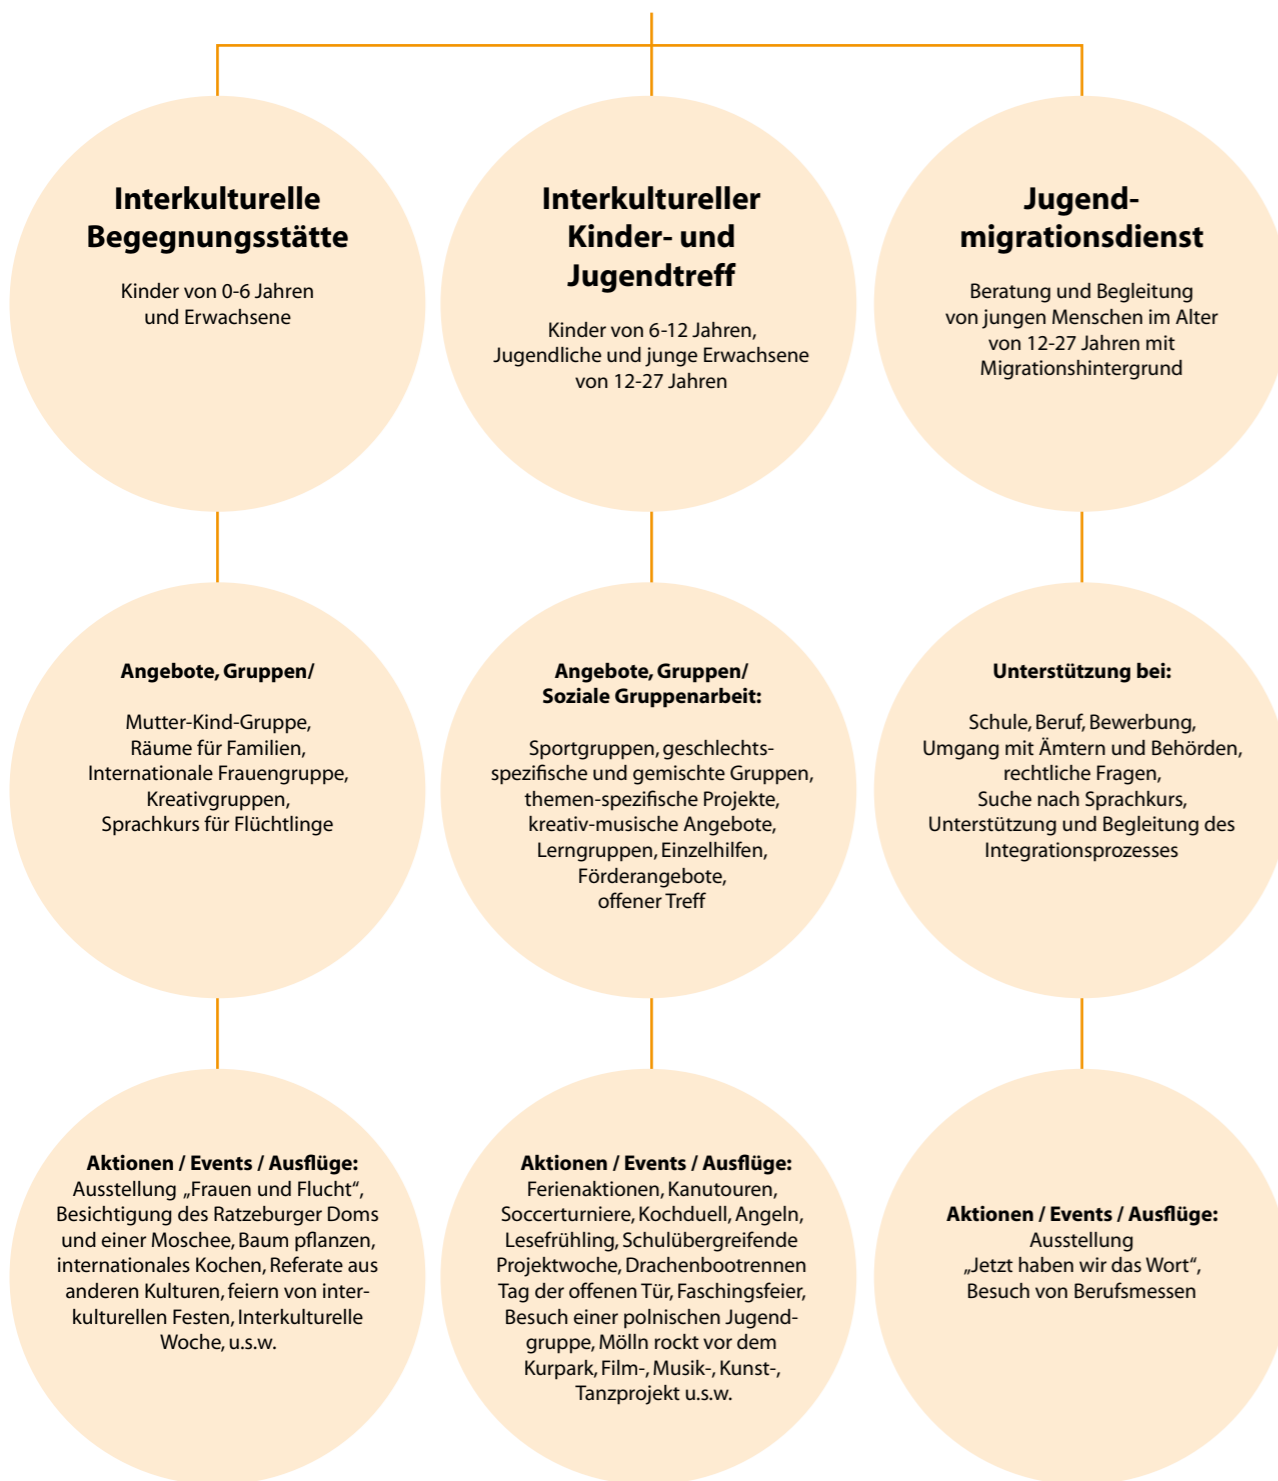 Interkulturelle
Begegnungsstätte
Kinder von 0-6 Jahren
und Erwachsene
Interkultureller
Kinder- und
Jugendtreff
Kinder von 6-12 Jahren,
Jugendliche und junge Erwachsene
von 12-27 Jahren
Jugend-
migrationsdienst
Beratung und Begleitung
von jungen Menschen im Alter
von 12-27 Jahren mit
Migrationshintergrund
Angebote, Gruppen/
Mutter-Kind-Gruppe,
Räume für Familien,
Internationale Frauengruppe,
Kreativgruppen,
Sprachkurs für Flüchtlinge
Angebote, Gruppen/
Soziale Gruppenarbeit:
Sportgruppen, geschlechts-
spezifische und gemischte Gruppen,
themen-spezifische Projekte,
kreativ-musische Angebote,
Lerngruppen, Einzelhilfen,
Förderangebote,
offener Treff
Unterstützung bei:
Schule, Beruf, Bewerbung,
Umgang mit Ämtern und Behörden,
rechtliche Fragen,
Suche nach Sprachkurs,
Unterstützung und Begleitung des
Integrationsprozesses
Aktionen / Events / Ausflüge:
Ausstellung „Frauen und Flucht“,
Besichtigung des Ratzeburger Doms
und einer Moschee, Baum pflanzen,
internationales Kochen, Referate aus
anderen Kulturen, feiern von inter-
kulturellen Festen, Interkulturelle
Woche, u.s.w.
Aktionen / Events / Ausflüge:
Ferienaktionen, Kanutouren,
Soccerturniere, Kochduell, Angeln,
Lesefrühling, Schulübergreifende
Projektwoche, Drachenbootrennen
Tag der offenen Tür, Faschingsfeier,
Besuch einer polnischen Jugend-
gruppe, Mölln rockt vor dem
Kurpark, Film-, Musik-, Kunst-,
Tanzprojekt u.s.w.
Aktionen / Events / Ausflüge:
Ausstellung
„Jetzt haben wir das Wort“,
Besuch von Berufsmessen